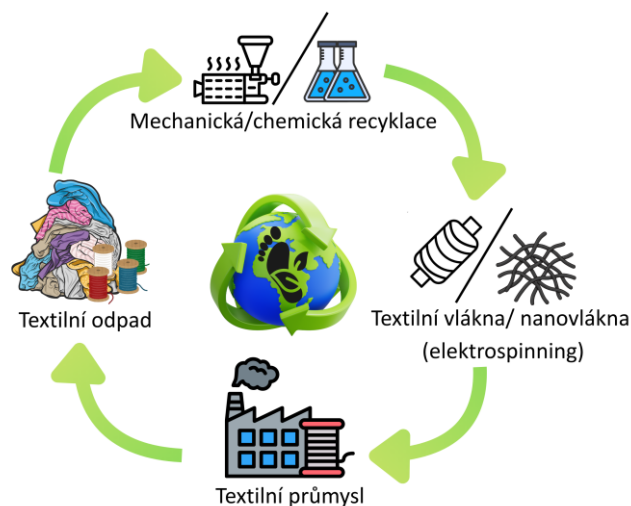 Mechanická/chemická recyklace
Textilní odpad
Textilní vlákna/ nanovlákna
(elektrospinning)
Textilní průmysl